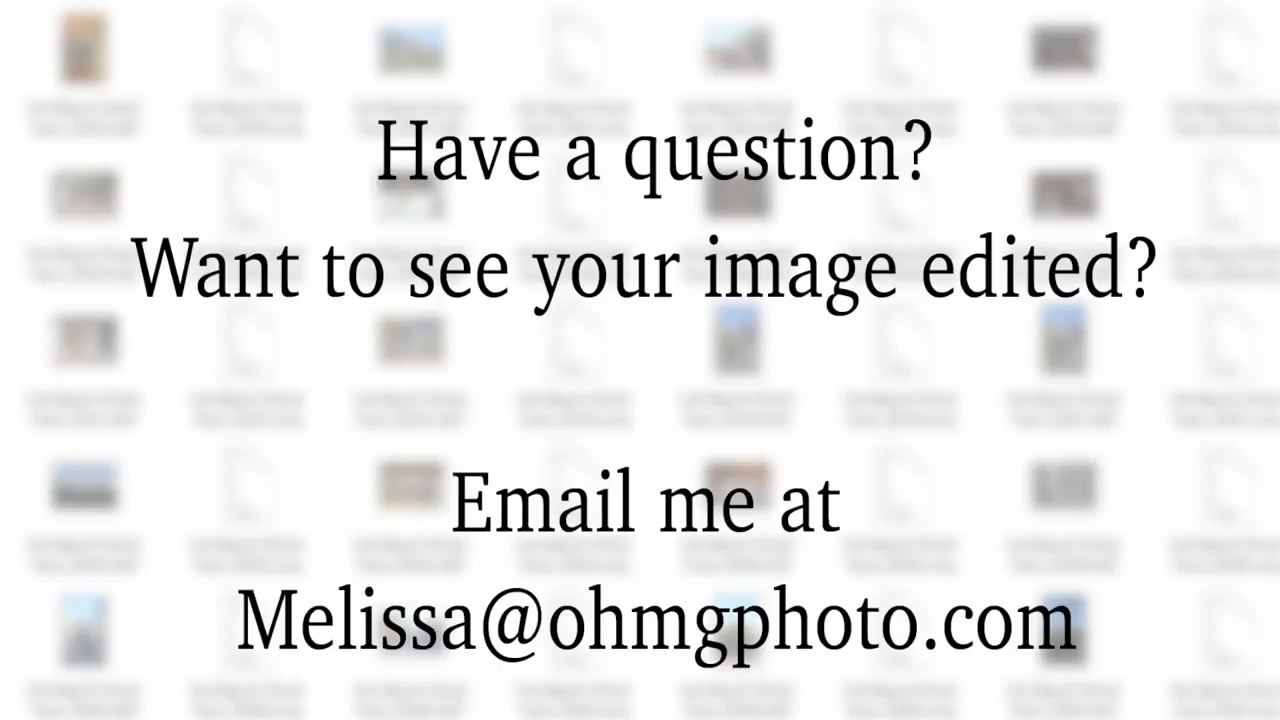 Have a question?
Want to see your image edited?
Email me at
Melissa@ohmgphoto.com